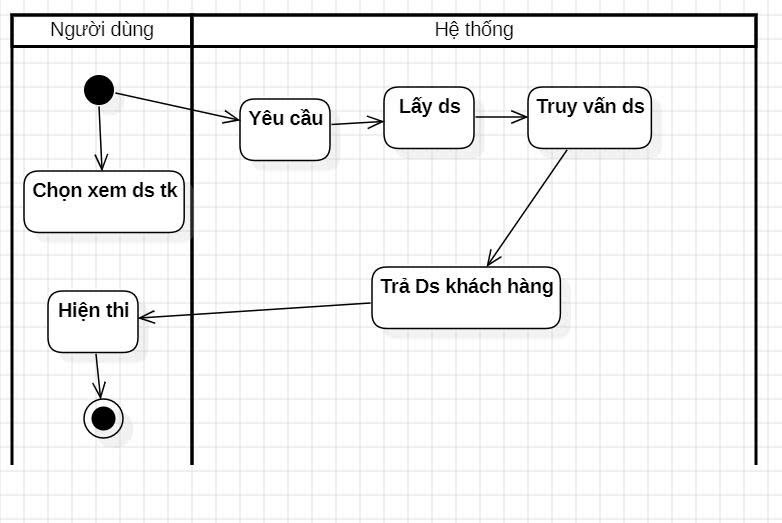 Người dùng
Hệ thống
Yêu cầu
Lấy ds
Truy vấn ds
Chọn xem ds tk
Trả Ds khách hàng
Hiện thi